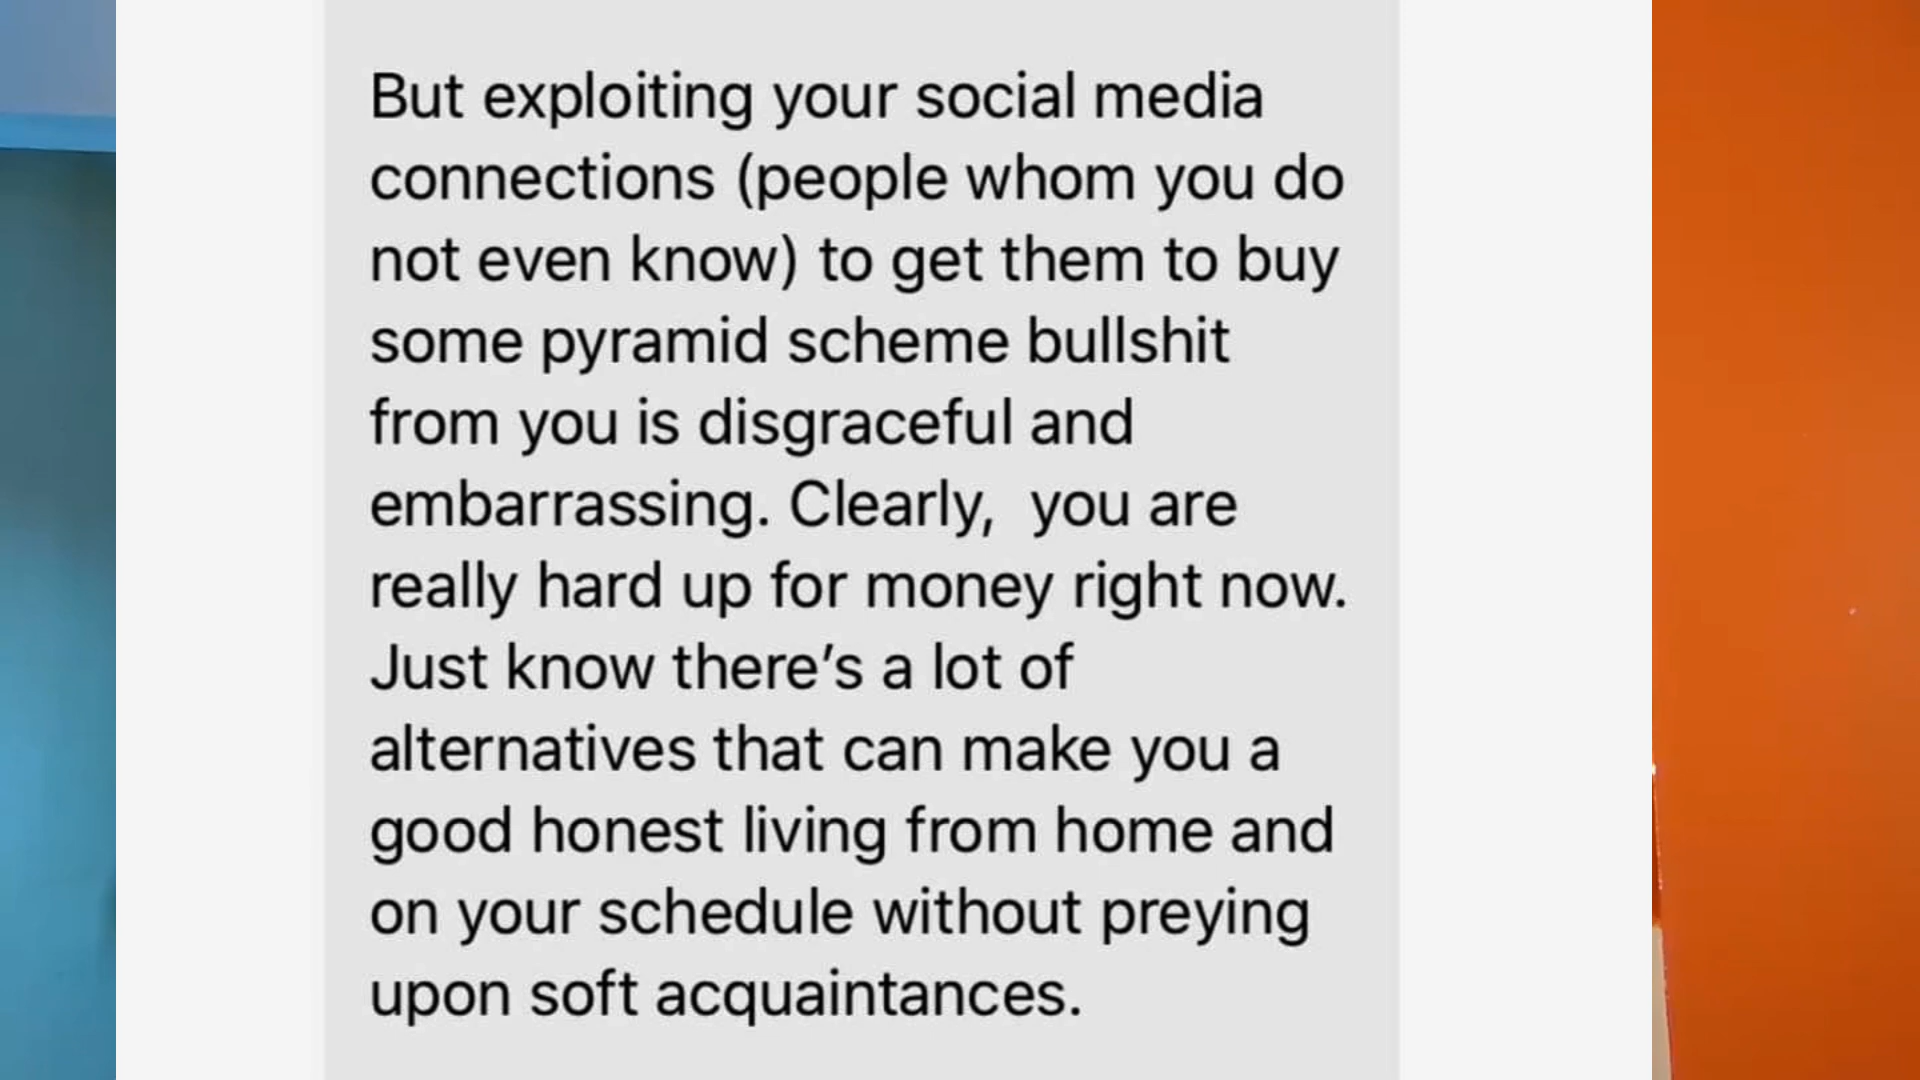 But exploiting your social media
connections (people whom you do
not even know) to get them to buy
some pyramid scheme bullshit
from you is disgraceful and
embarrassing. Clearly,  you are
really hard up for money right now.
Just know there’s a lot of
alternatives that can make you a
good honest living from home and
on your schedule without preying
upon soft acquaintances.